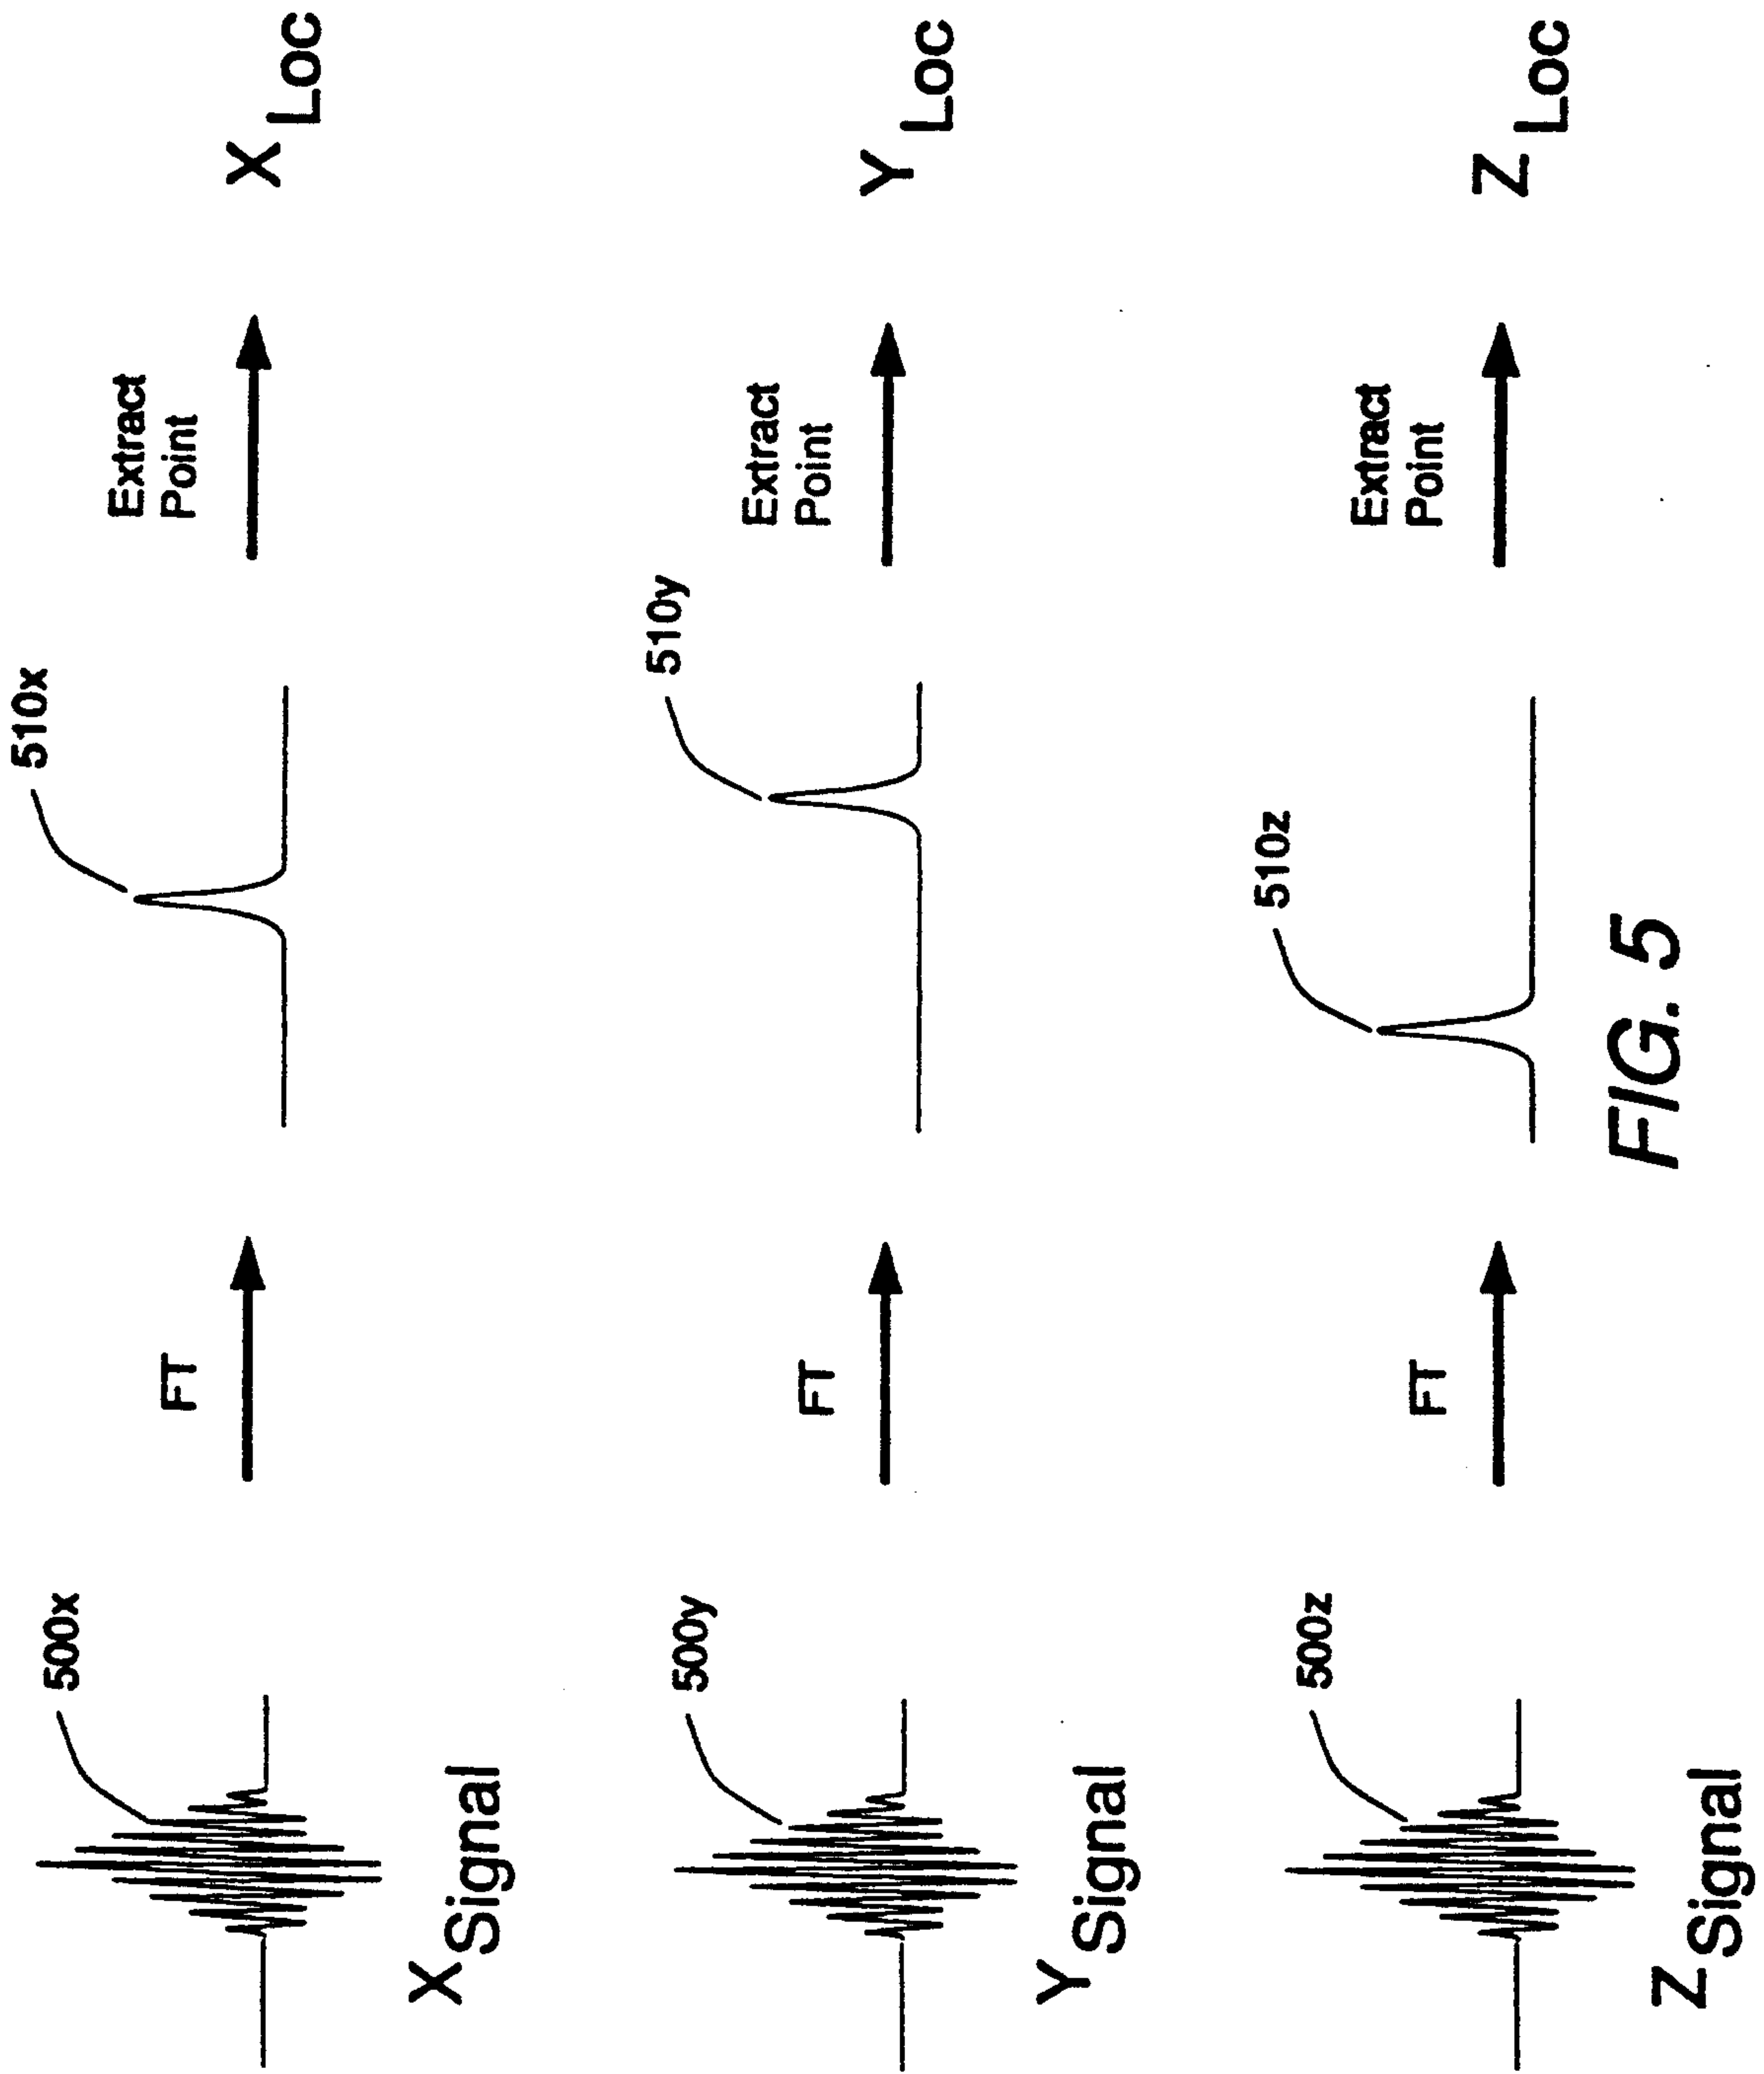 500x
FT
510x
Extract
Point
X Loc
X Signal
500y
FT
510y
Extract
Point
Y Loc
Y Signal
500z
FT
510z
Extract
Point
Z Loc
Z Signal
FIG. 5